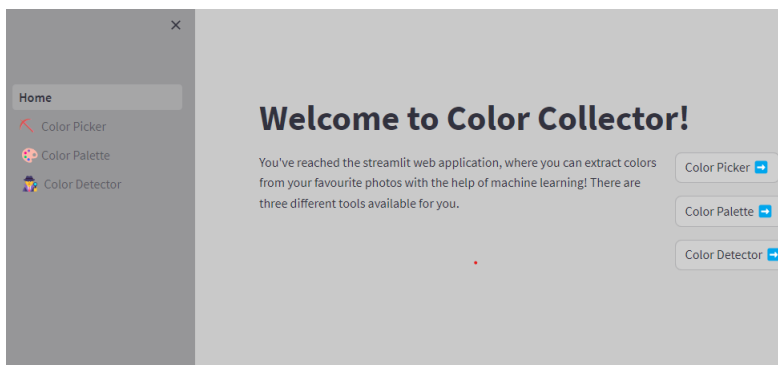 Home
Color Picker
Color Palette
Color Detector
Welcome to Color Collector!
You've reached the streamlit web application, where you can extract colors
from your favourite photos with the help of machine learning! There are
three different tools available for you.
Color Picker
Color Palette
Color Detector